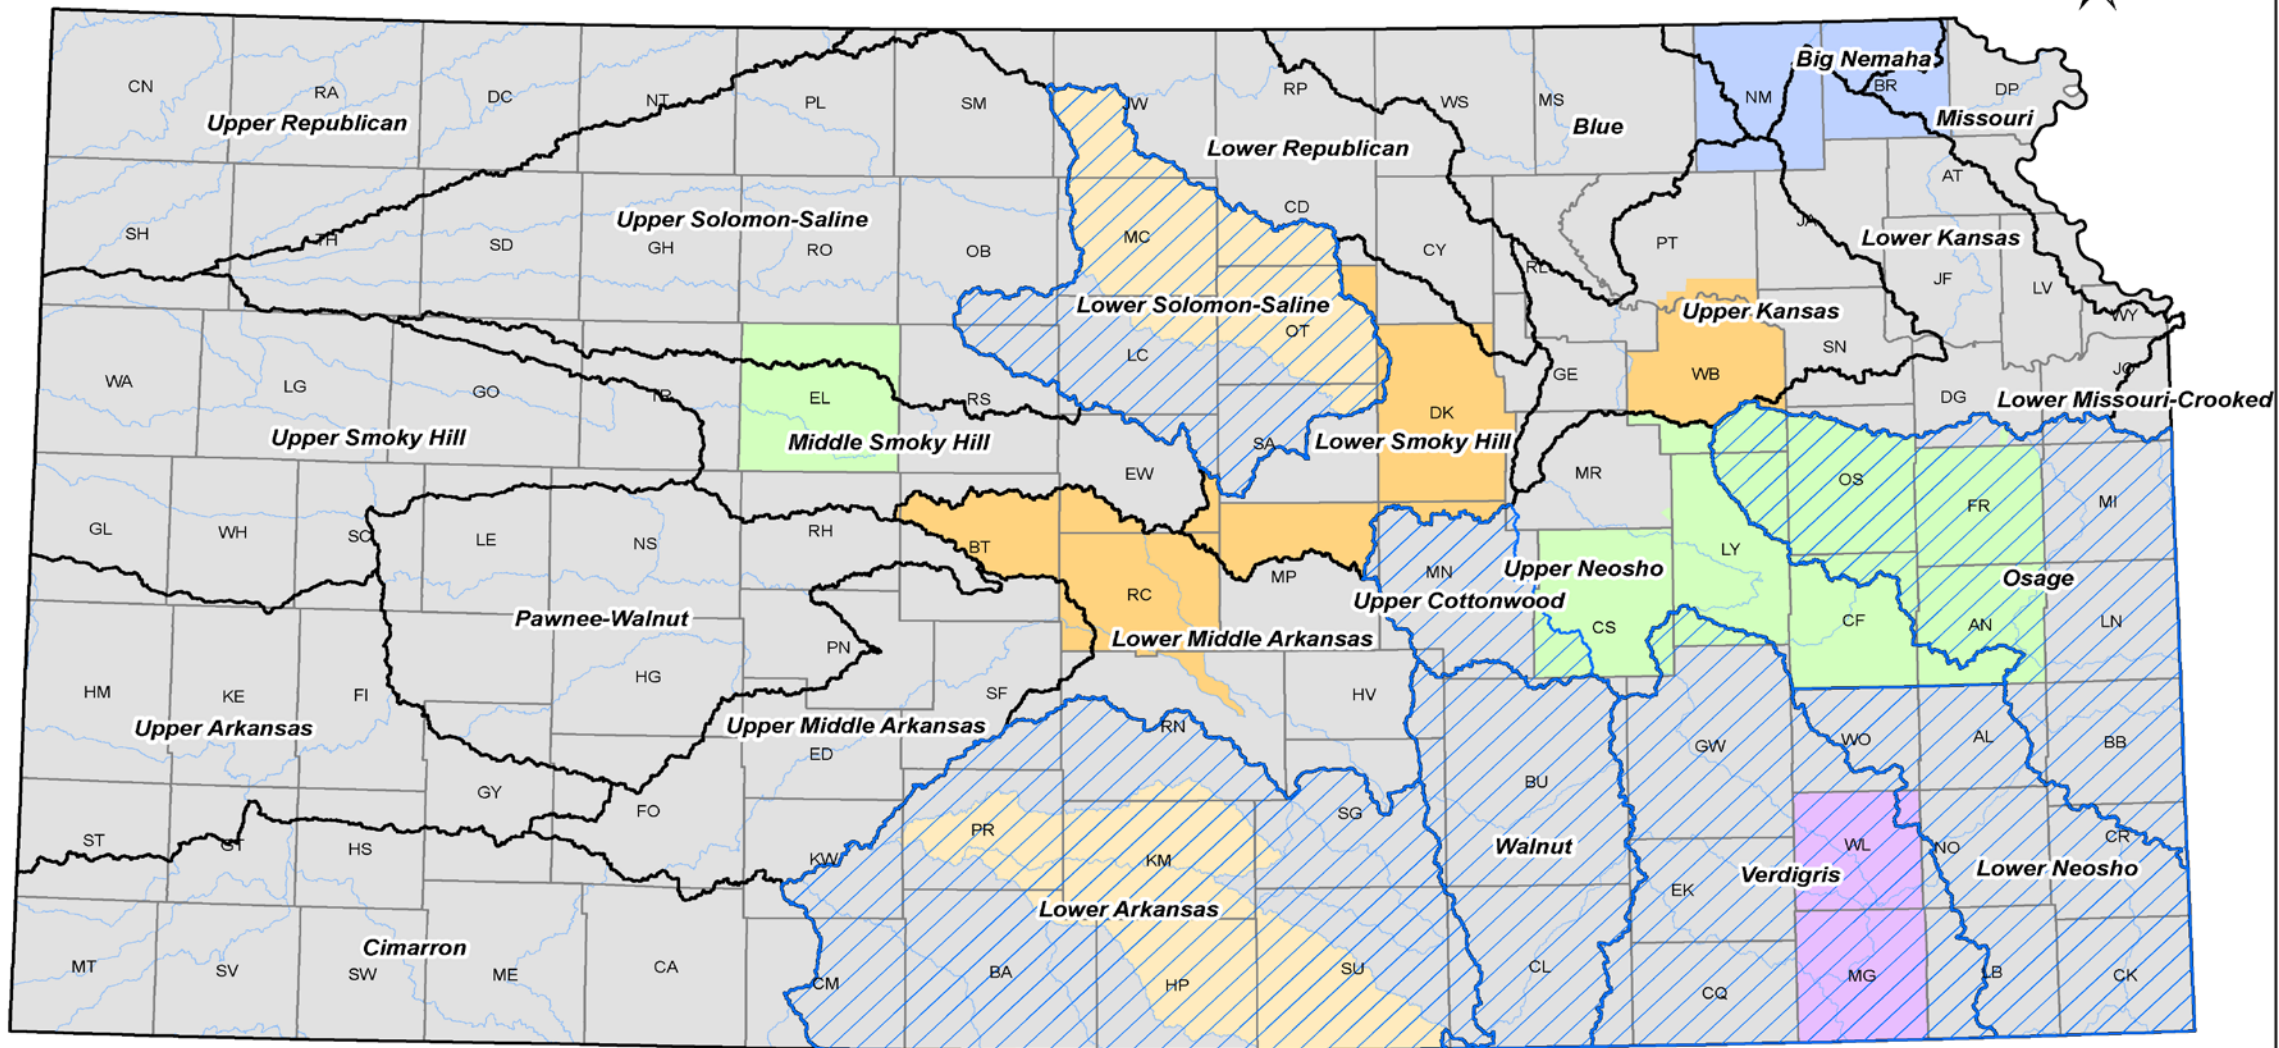 Big Nemaha
CN
RA
DC
NT
PL
SM
JW
RP
WS
MS
NM
BR
DP
Upper Republican
Lower Republican
Blue
Missouri
SH
TH
SD
GH
RO
OB
MC
CD
CY
RL
PT
JA
AT
Upper Solomon-Saline
Lower Kansas
JF
LV
Lower Solomon-Saline
Upper Kansas
WY
WA
LG
GO
TR
EL
RS
LC
OT
GE
WB
SN
DG
JO
Lower Missouri-Crooked
Upper Smoky Hill
Middle Smoky Hill
EW
SA
Lower Smoky Hill
DK
MR
OS
FR
MI
GL
WH
SC
LE
NS
RH
BT
RC
MP
MN
Upper Neosho
LY
Osage
Upper Cottonwood
CS
CF
AN
LN
Pawnee-Walnut
PN
Lower Middle Arkansas
HM
KE
FI
HG
SF
HV
Upper Arkansas
Upper Middle Arkansas
RN
ED
GW
WO
AL
BB
ST
GT
HS
GY
FO
KW
PR
KM
SG
BU
Walnut
WL
NO
CR
Verdigris
Lower Neosho
EK
Lower Arkansas
Cimarron
MT
SV
SW
ME
CA
CM
BA
HP
SU
CL
CQ
MG
LB
CK